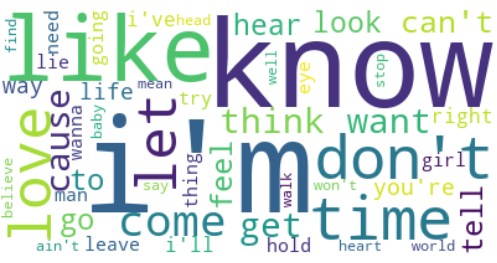 find
need
going
i've
head
hear
look
can't
like
know
lie
well
eye
stop
way
life
mean
try
love
cause
wanna
baby
let
think
want
right
i'm
don't
to
thing
feel
girl
believe
man
say
walk
won't
you're
go
come
get
time
tell
ain't
leave
i'll
hold
heart
world